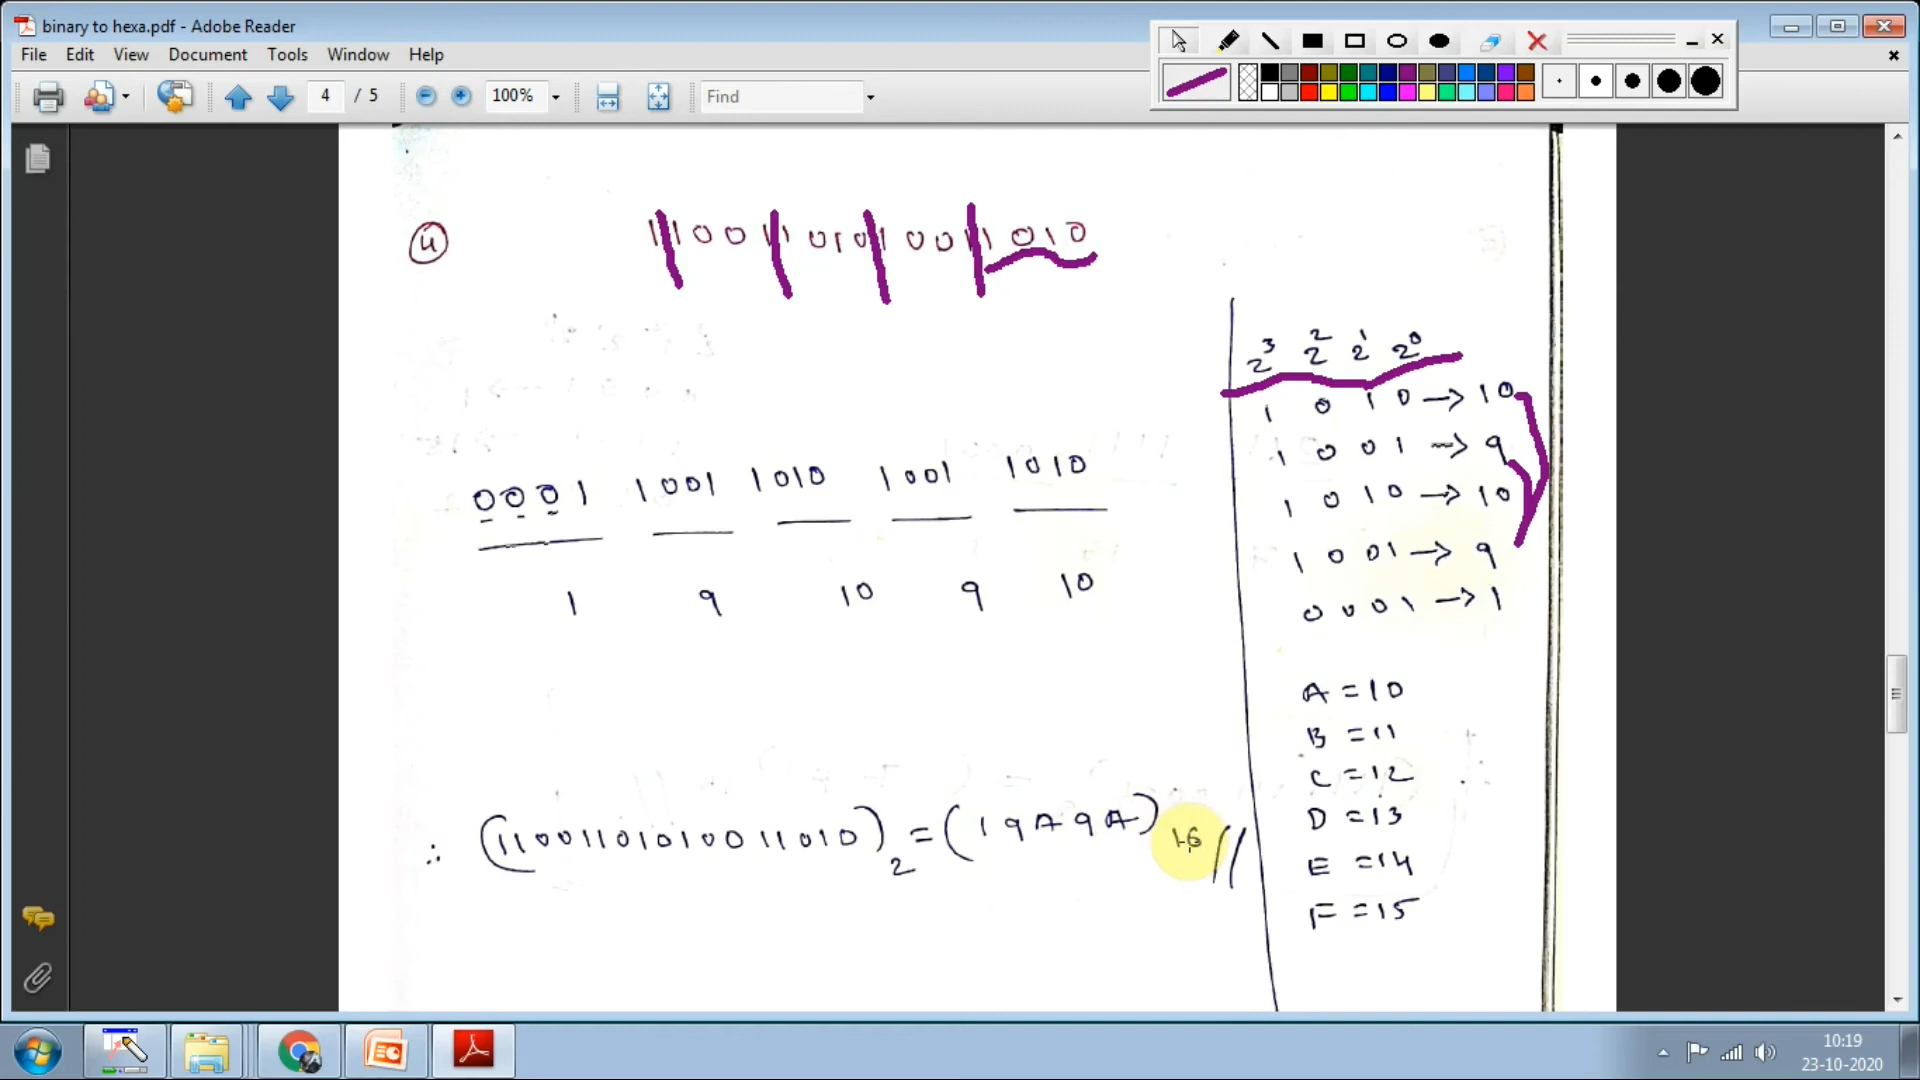 binary to hexa.pdf - Adobe Reader
File Edit View Document Tools Window Help
4 / 5 100% Find
4
11001101010011010
2³ 2² 2¹ 2⁰
1 0 1 0 → 10
1 0 0 1 → 9
1 0 1 0 → 10
1 0 0 1 → 9
0 0 0 1 → 1
0001 1001 1010 1001 1010
1 9 10 9 10
A = 10
B = 11
C = 12
D = 13
E = 14
F = 15
∴ (11001101010011010)₂ = (19A9A)₁₆ //
10:19
23-10-2020